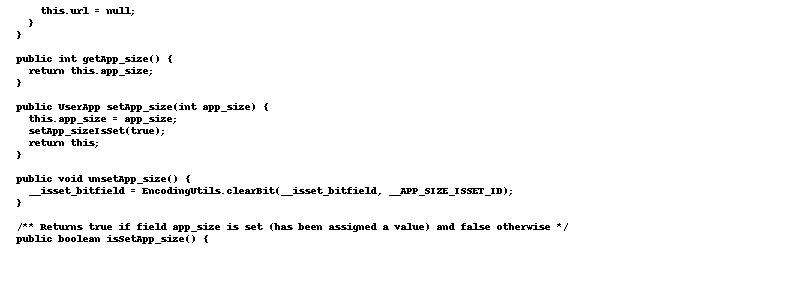 this.url = null;
}
}
public int getApp_size() {
return this.app_size;
}
public UserApp setApp_size(int app_size) {
this.app_size = app_size;
setApp_sizeIsSet(true);
return this;
}
public void unsetApp_size() {
__isset_bitfield = EncodingUtils.clearBit(__isset_bitfield, __APP_SIZE_ISSET_ID);
}
/** Returns true if field app_size is set (has been assigned a value) and false otherwise */
public boolean isSetApp_size() {